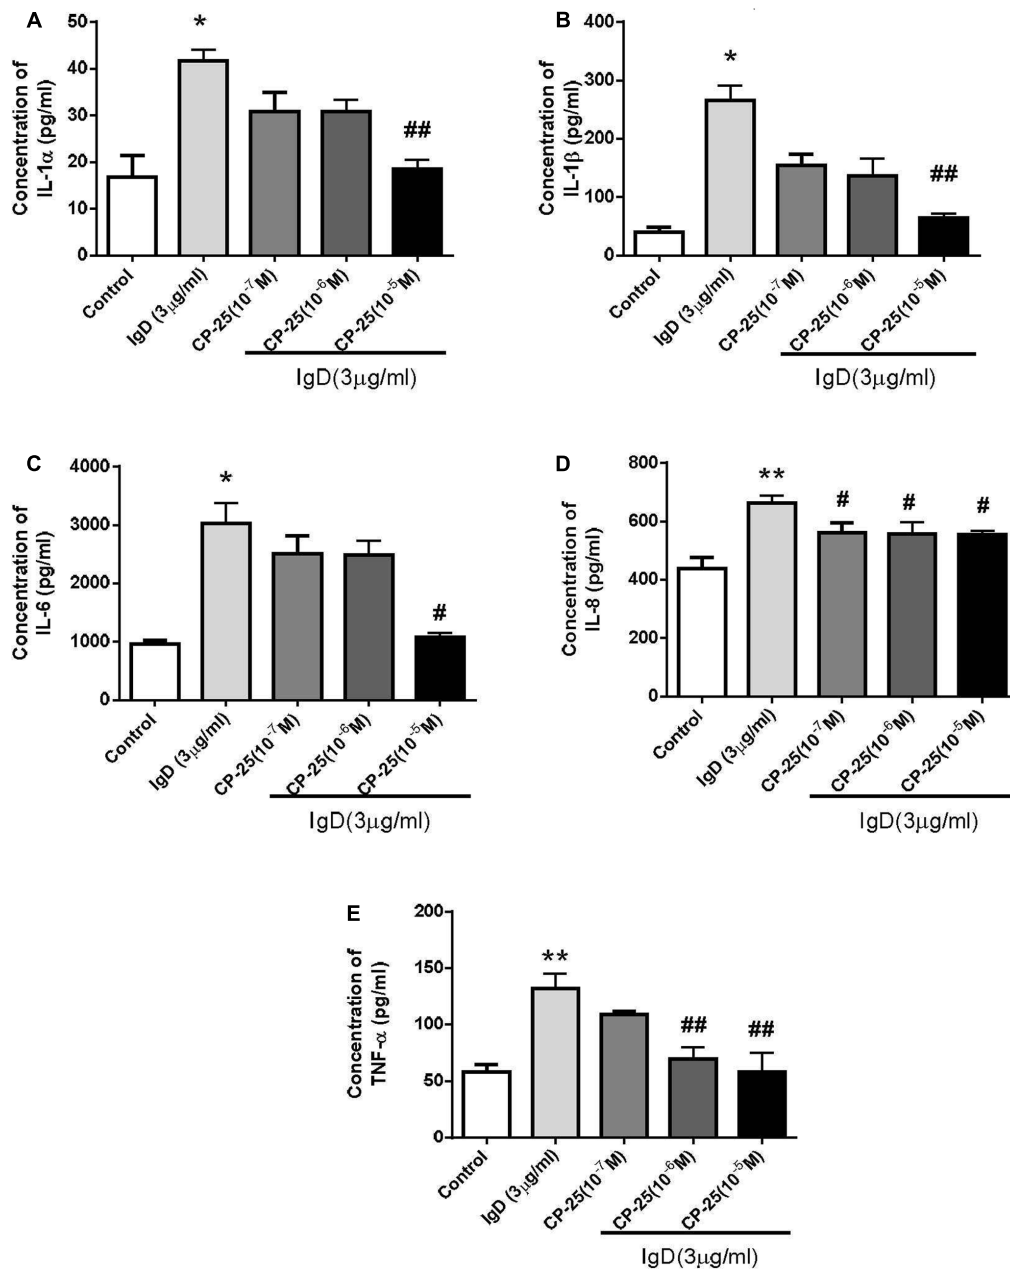 A
Concentration of
IL-1α (pg/ml)
50
40
30
20
10
0
*
##
Control
IgD (3μg/ml)
CP-25(10⁻⁷M)
CP-25(10⁻⁶M)
CP-25(10⁻⁵M)
IgD(3μg/ml)
B
Concentration of
IL-1β (pg/ml)
400
300
200
100
0
*
##
Control
IgD (3μg/ml)
CP-25(10⁻⁷M)
CP-25(10⁻⁶M)
CP-25(10⁻⁵M)
IgD(3μg/ml)
C
Concentration of
IL-6 (pg/ml)
4000
3000
2000
1000
0
*
#
Control
IgD (3μg/ml)
CP-25(10⁻⁷M)
CP-25(10⁻⁶M)
CP-25(10⁻⁵M)
IgD(3μg/ml)
D
Concentration of
IL-8 (pg/ml)
800
600
400
200
0
**
#
#
#
Control
IgD (3μg/ml)
CP-25(10⁻⁷M)
CP-25(10⁻⁶M)
CP-25(10⁻⁵M)
IgD(3μg/ml)
E
Concentration of
TNF-α (pg/ml)
200
150
100
50
0
**
##
##
Control
IgD (3μg/ml)
CP-25(10⁻⁷M)
CP-25(10⁻⁶M)
CP-25(10⁻⁵M)
IgD(3μg/ml)